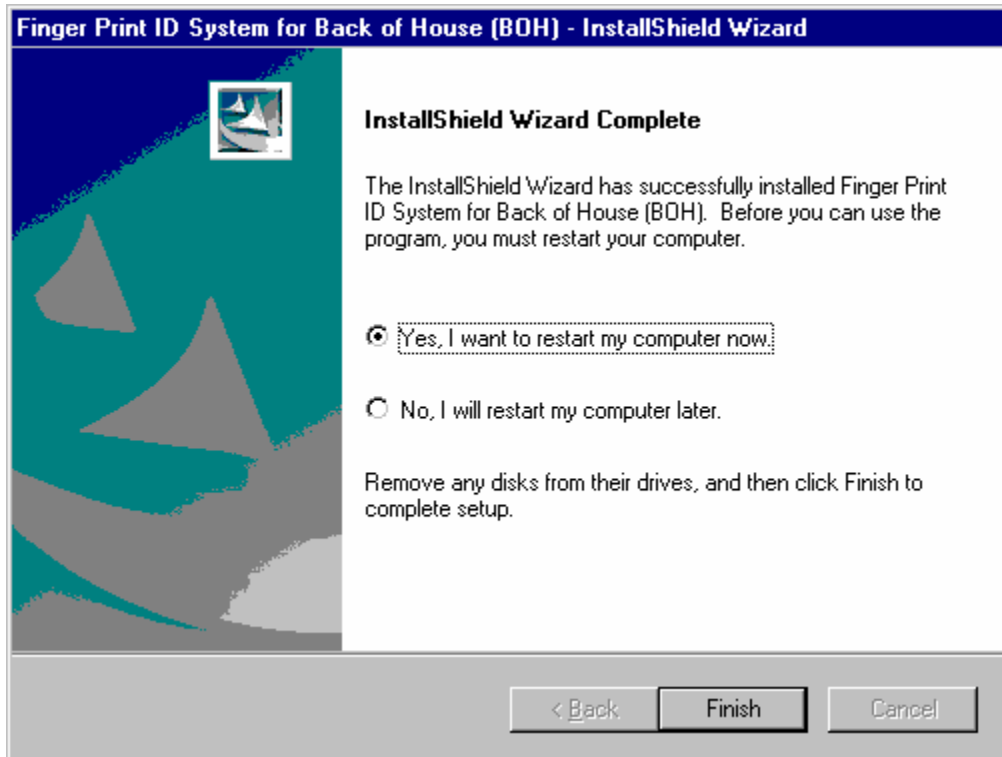 Finger Print ID System for Back of House (BOH) - InstallShield Wizard
InstallShield Wizard Complete
The InstallShield Wizard has successfully installed Finger Print
ID System for Back of House (BOH).  Before you can use the
program, you must restart your computer.
Yes, I want to restart my computer now.
No, I will restart my computer later.
Remove any disks from their drives, and then click Finish to
complete setup.
< Back Finish Cancel